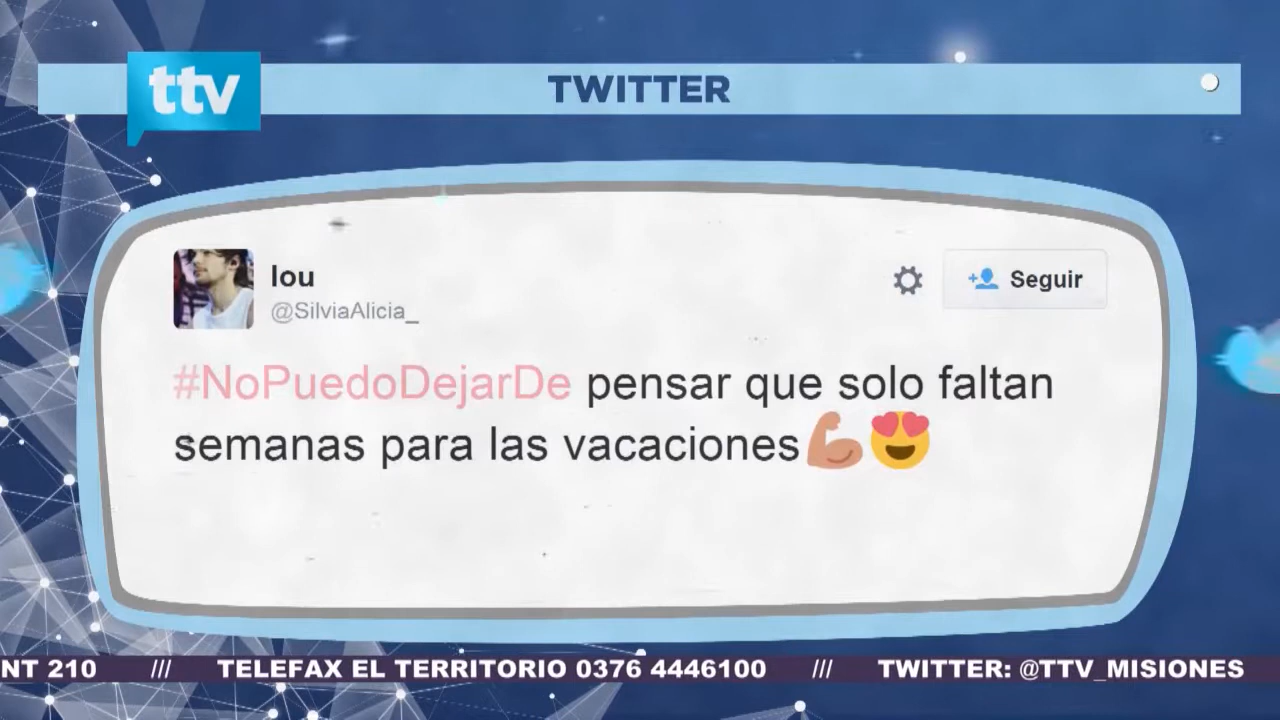 ttv
TWITTER
lou
@SilviaAlicia_
Seguir
#NoPuedoDejarDe pensar que solo faltan
semanas para las vacaciones💪😍
NT 210 /// TELEFAX EL TERRITORIO 0376 4446100 /// TWITTER: @TTV_MISIONES